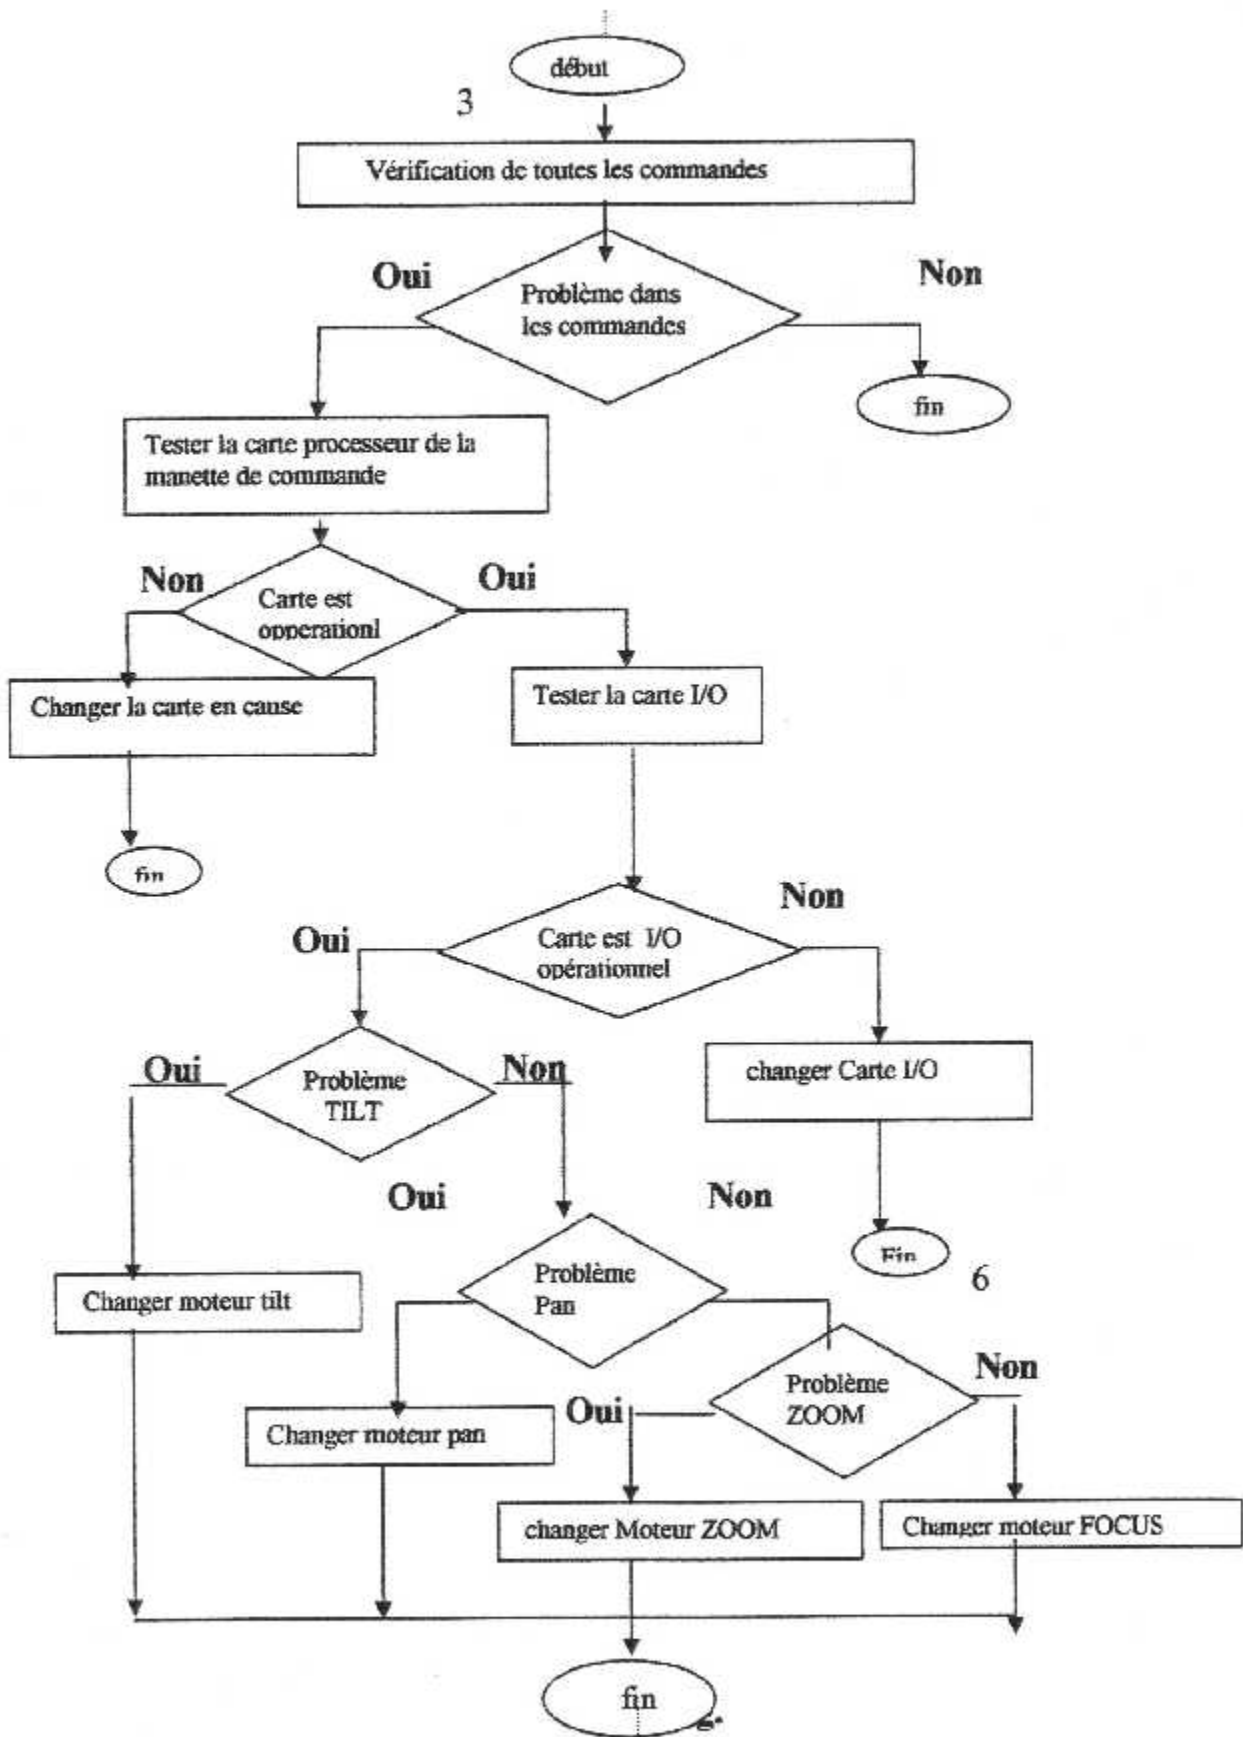 début
3
Vérification de toutes les commandes
Oui
Non
Problème dans
les commandes
fin
Tester la carte processeur de la
manette de commande
Non
Oui
Carte est
opperationl
Changer la carte en cause
Tester la carte I/O
fin
Non
Oui
Carte est I/O
opérationnel
Oui
Non
Problème
TILT
changer Carte I/O
Oui
Non
Fin
6
Problème
Pan
Changer moteur tilt
Non
Problème
ZOOM
Oui
Changer moteur pan
changer Moteur ZOOM
Changer moteur FOCUS
fin